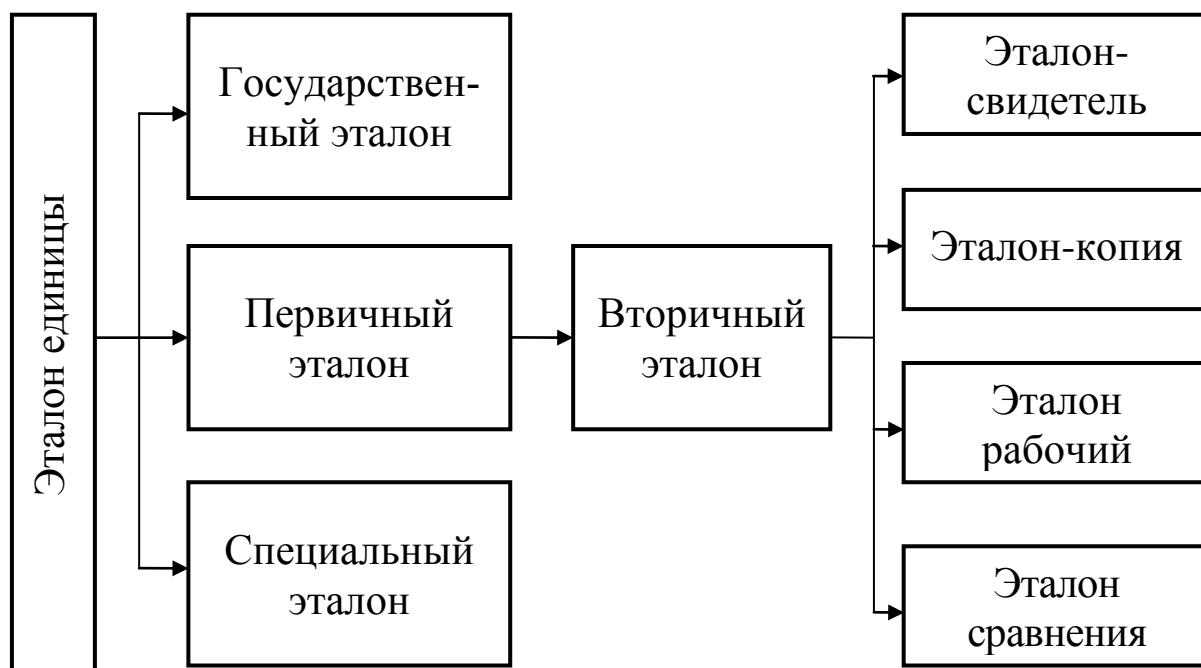 Эталон единицы
Государствен-
ный эталон
Первичный
эталон
Специальный
эталон
Вторичный
эталон
Эталон-
свидетель
Эталон-копия
Эталон
рабочий
Эталон
сравнения